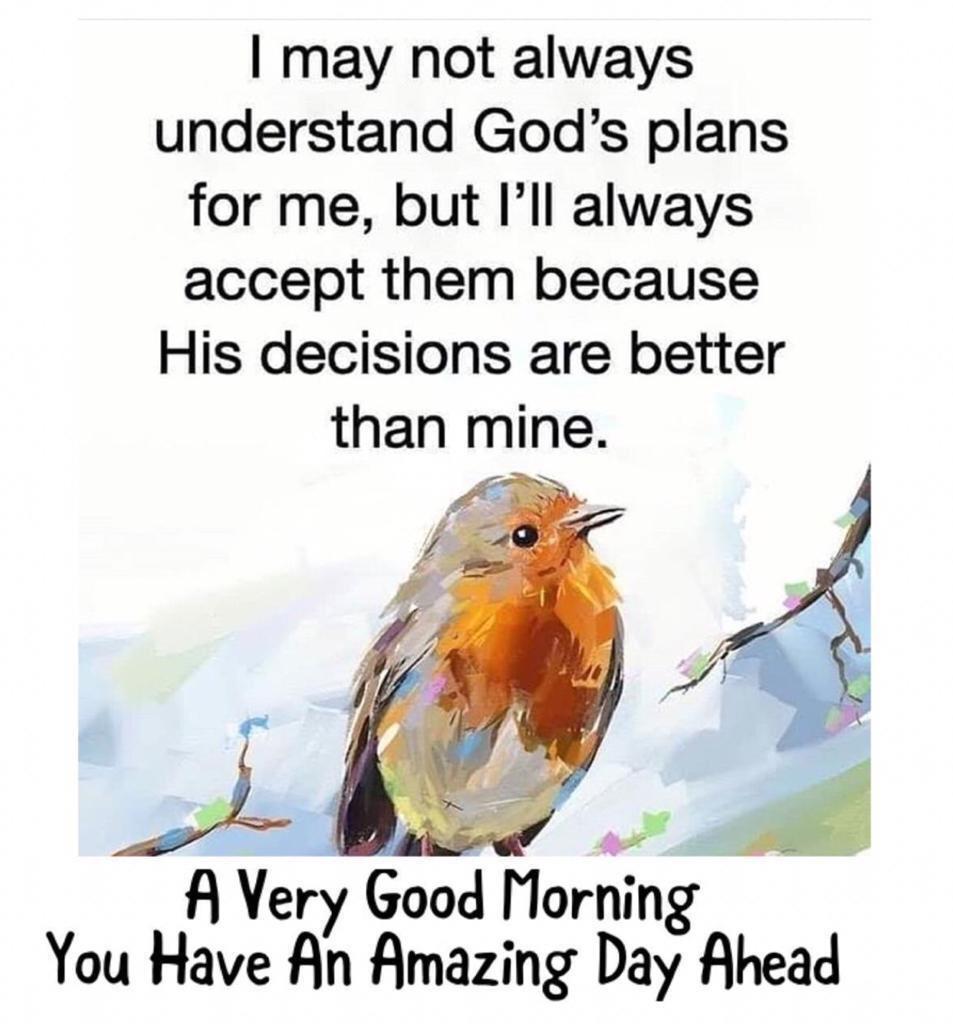 I may not always
understand God’s plans
for me, but I’ll always
accept them because
His decisions are better
than mine.
A Very Good Morning
You Have An Amazing Day Ahead